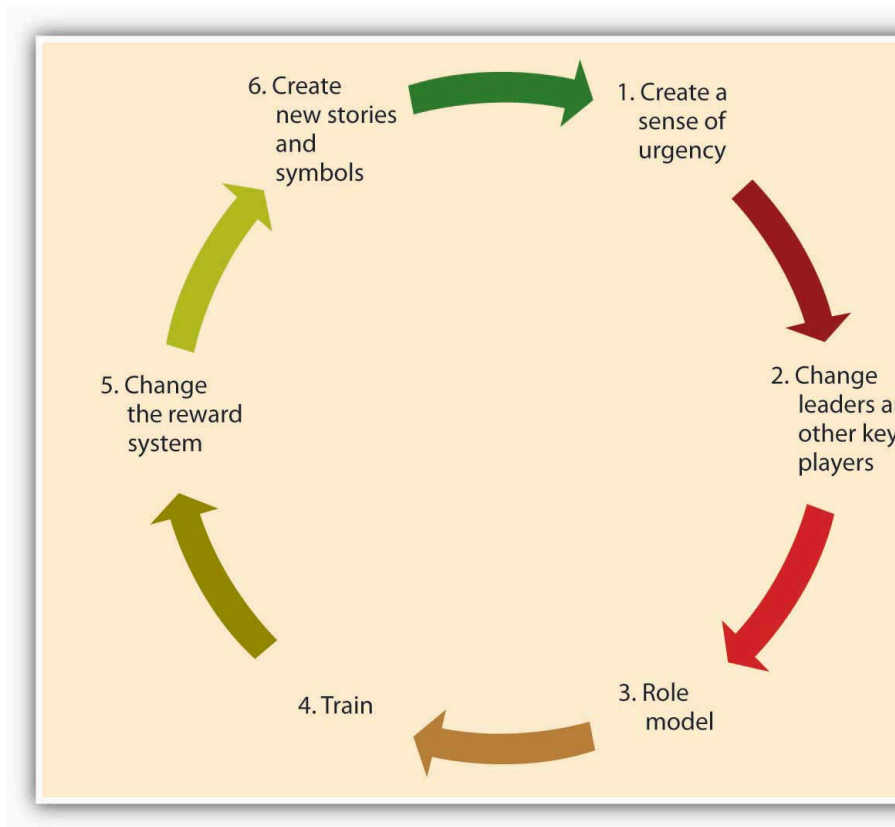 1. Create a
sense of
urgency
2. Change
leaders
other key
players
3. Role
model
4. Train
5. Change
the reward
system
6. Create
new stories
and
symbols